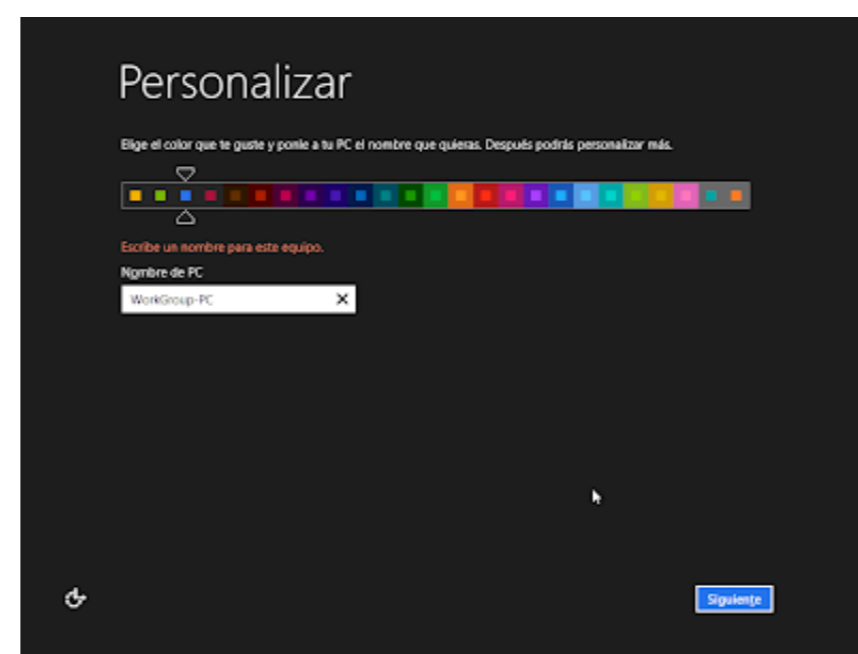 Personalizar
Elige el color que te guste y ponle a tu PC el nombre que quieras. Después podrás personalizar más.
Escribe un nombre para este equipo.
Nombre de PC
WorkGroup-PC
Siguiente